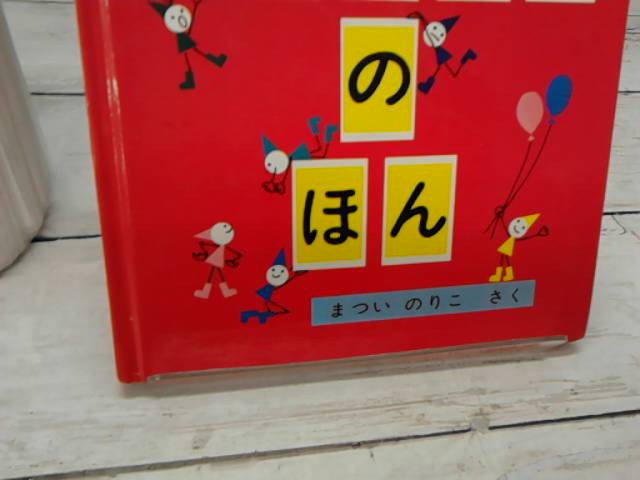 の
ほん
まつい のりこ さく